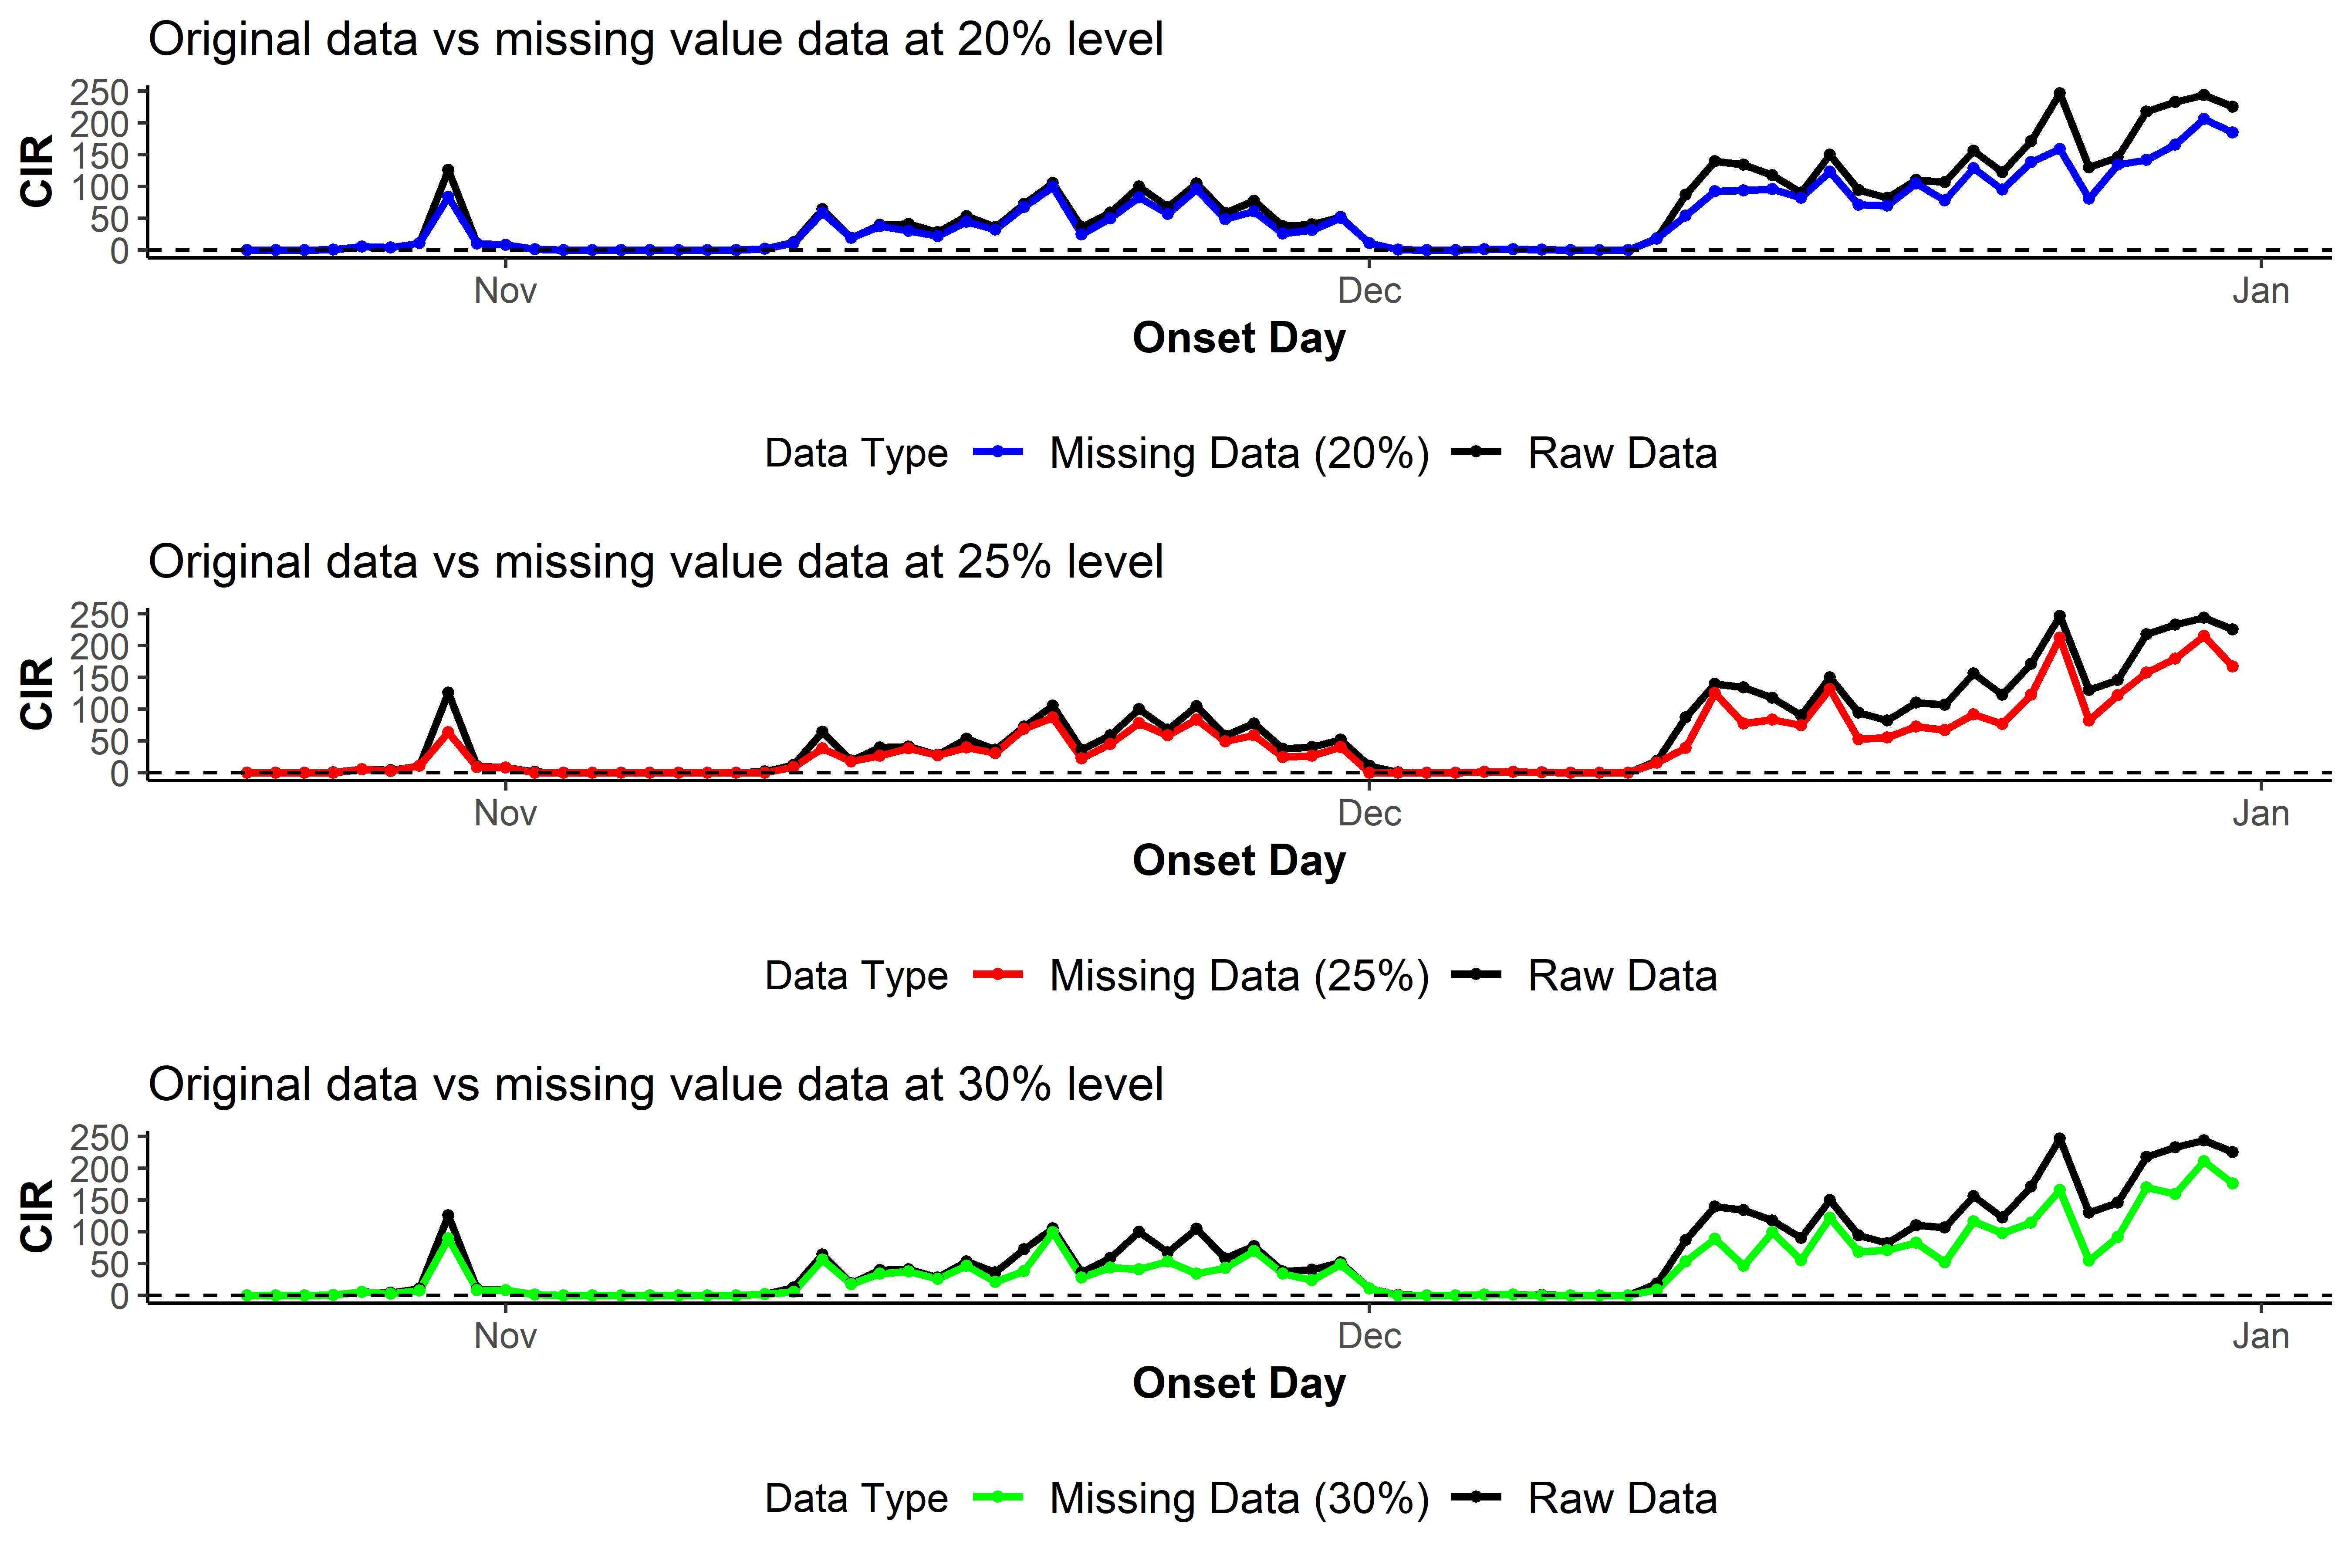 Original data vs missing value data at 20% level
CIR
250
200
150
100
50
0
Nov Dec Jan
Onset Day
Data Type Missing Data (20%) Raw Data
Original data vs missing value data at 25% level
CIR
250
200
150
100
50
0
Nov Dec Jan
Onset Day
Data Type Missing Data (25%) Raw Data
Original data vs missing value data at 30% level
CIR
250
200
150
100
50
0
Nov Dec Jan
Onset Day
Data Type Missing Data (30%) Raw Data